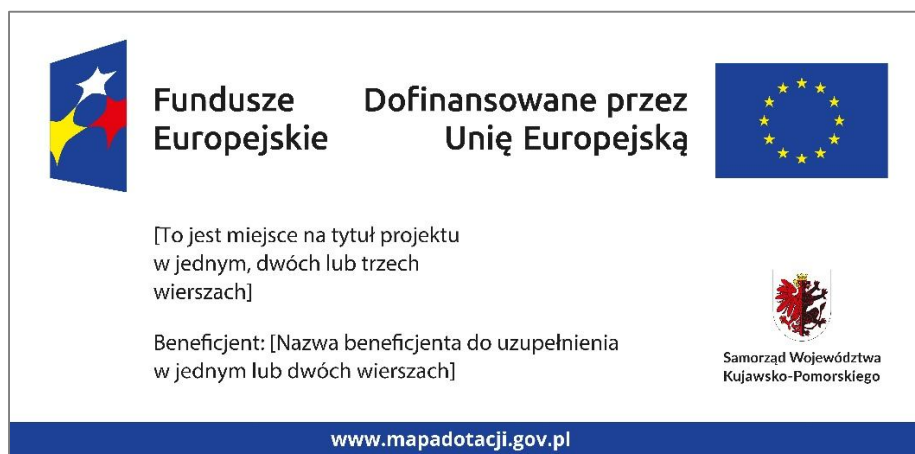 Fundusze
Europejskie
Dofinansowane przez
Unię Europejską
[To jest miejsce na tytuł projektu
w jednym, dwóch lub trzech
wierszach]
Beneficjent: [Nazwa beneficjenta do uzupełnienia
w jednym lub dwóch wierszach]
Samorząd Województwa
Kujawsko-Pomorskiego
www.mapadotacji.gov.pl